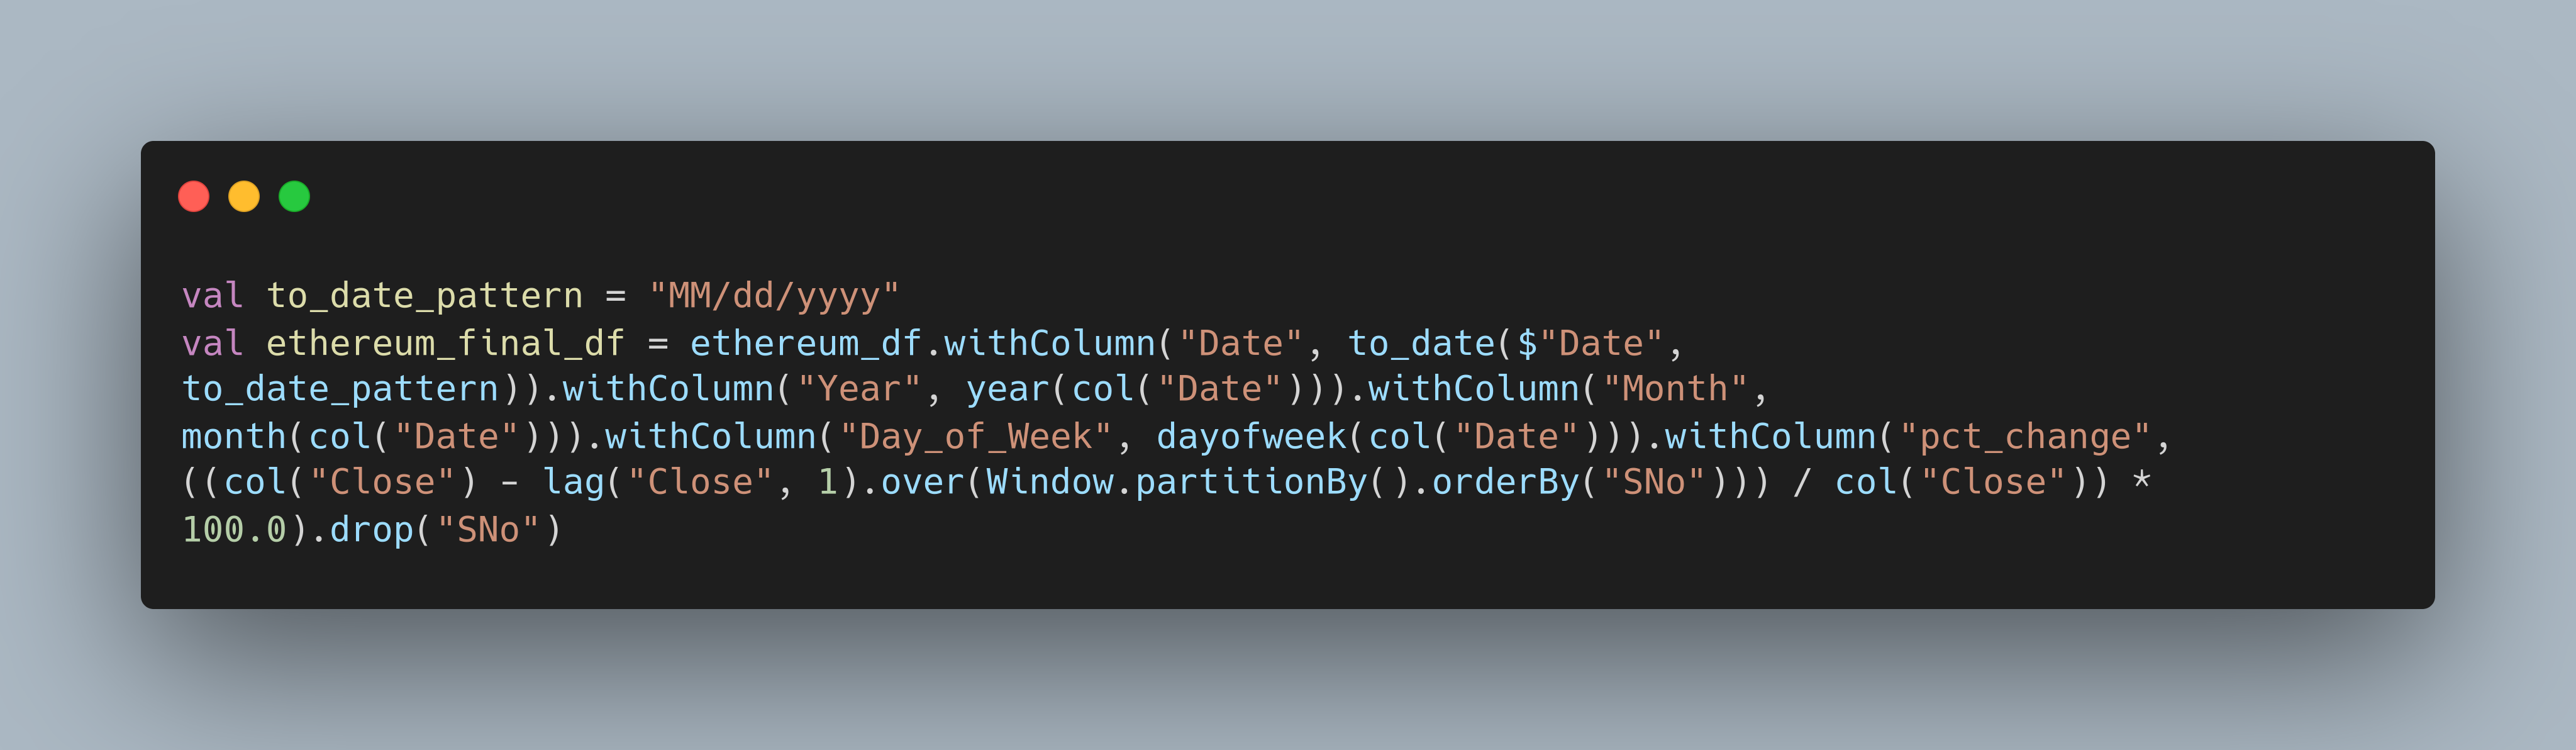 val to_date_pattern = "MM/dd/yyyy"
val ethereum_final_df = ethereum_df.withColumn("Date", to_date($"Date",
to_date_pattern)).withColumn("Year", year(col("Date"))).withColumn("Month",
month(col("Date"))).withColumn("Day_of_Week", dayofweek(col("Date"))).withColumn("pct_change",
((col("Close") - lag("Close", 1).over(Window.partitionBy().orderBy("SNo"))) / col("Close")) *
100.0).drop("SNo")